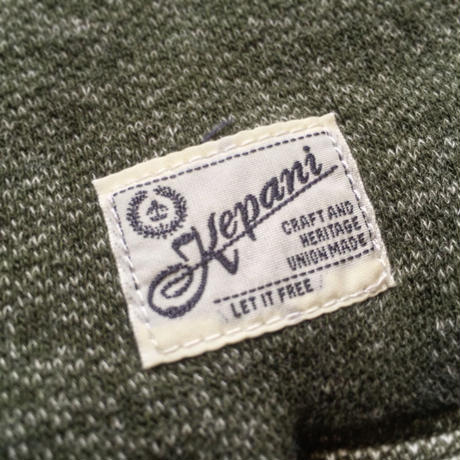 Kepani
CRAFT AND
HERITAGE
UNION MADE
LET IT FREE